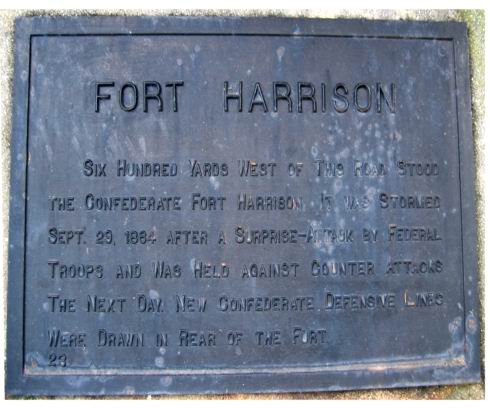 FORT HARRISON
SIX HUNDRED YARDS WEST OF THIS ROAD STOOD
THE CONFEDERATE FORT HARRISON. IT WAS STORMED
SEPT. 29, 1864 AFTER A SURPRISE-ATTACK BY FEDERAL
TROOPS AND WAS HELD AGAINST COUNTER ATTACKS
THE NEXT DAY. NEW CONFEDERATE DEFENSIVE LINES
WERE DRAWN IN REAR OF THE FORT.
23